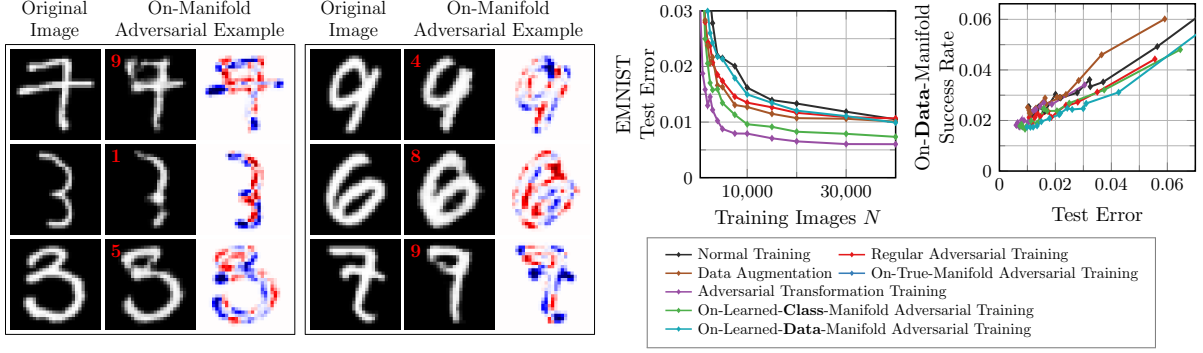 Original Image
On-Manifold Adversarial Example
Original Image
On-Manifold Adversarial Example
9
4
1
8
5
9
EMNIST
Test Error
0.03
0.02
0.01
0
10,000 30,000
Training Images N
On-Data-Manifold
Success Rate
0.06
0.04
0.02
0
0 0.02 0.04 0.06
Test Error
Normal Training
Regular Adversarial Training
Data Augmentation
On-True-Manifold Adversarial Training
Adversarial Transformation Training
On-Learned-Class-Manifold Adversarial Training
On-Learned-Data-Manifold Adversarial Training